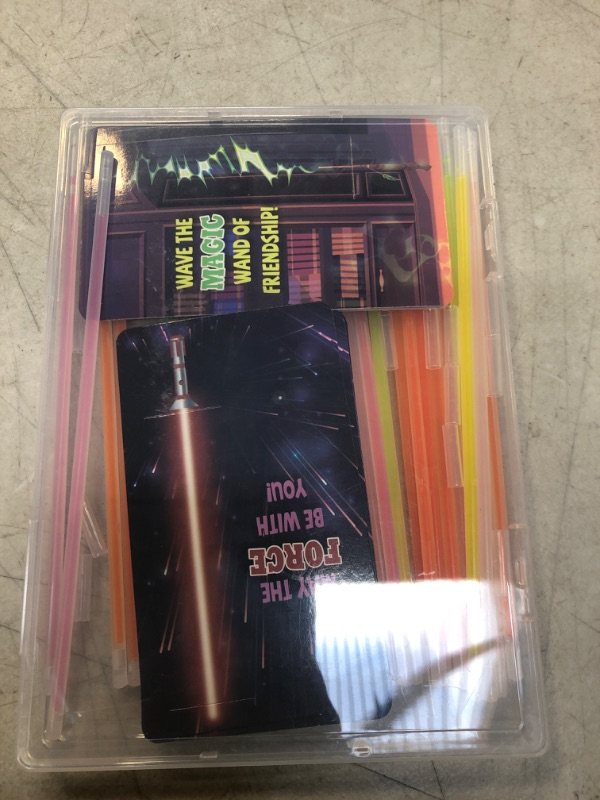 WAVE THE
MAGIC
WAND OF
FRIENDSHIP!
MAY THE
FORCE
BE WITH
YOU!